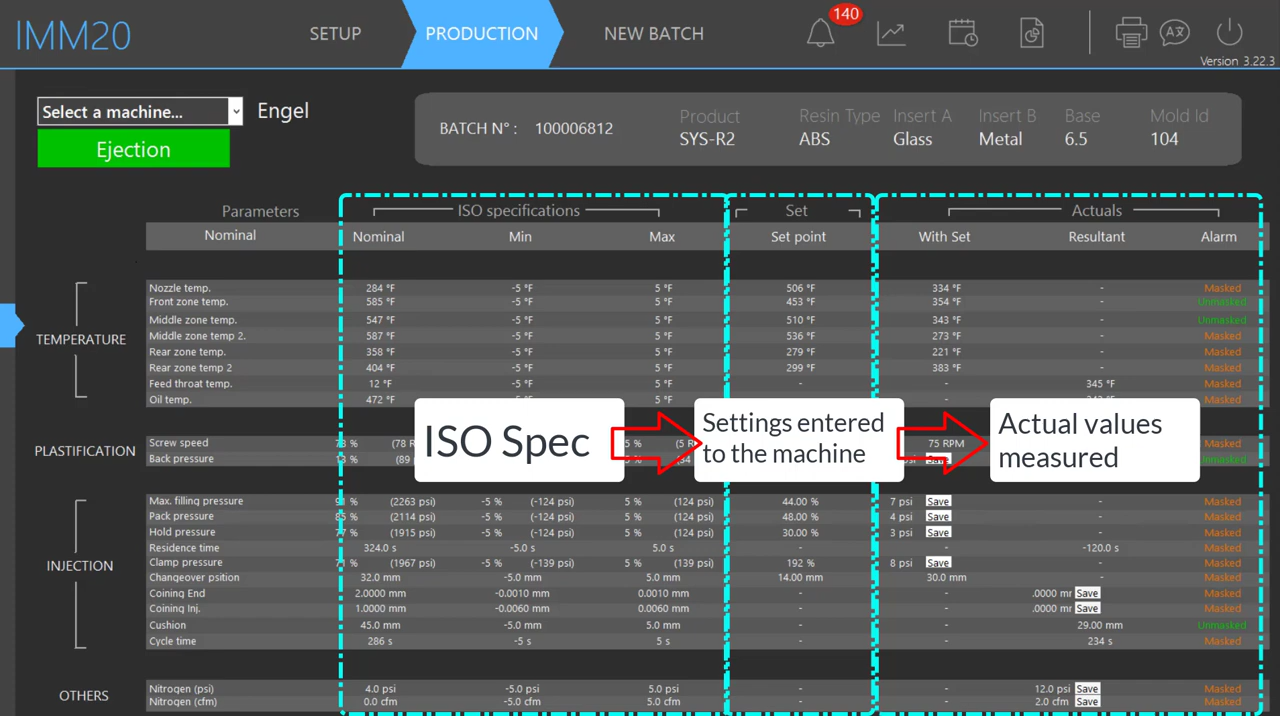 IMM20
SETUP
PRODUCTION
NEW BATCH
140
Version 3.22.3
Select a machine...
Engel
Ejection
BATCH N° : 100006812
Product Resin Type Insert A Insert B Base Mold Id
SYS-R2 ABS Glass Metal 6.5 104
Parameters ISO specifications Set Actuals
Nominal Nominal Min Max Set point With Set Resultant Alarm
TEMPERATURE
Nozzle temp. 284 °F -5 °F 5 °F 506 °F 334 °F - Masked
Front zone temp. 585 °F -5 °F 5 °F 453 °F 354 °F - Unmasked
Middle zone temp. 547 °F -5 °F 5 °F 510 °F 343 °F - Unmasked
Middle zone temp 2. 587 °F -5 °F 5 °F 536 °F 273 °F - Masked
Rear zone temp. 358 °F -5 °F 5 °F 279 °F 221 °F - Masked
Rear zone temp 2 404 °F -5 °F 5 °F 299 °F 383 °F - Masked
Feed throat temp. 12 °F -5 °F 5 °F - - 345 °F Masked
Oil temp. 472 °F Masked
ISO Spec
Settings entered
to the machine
Actual values
measured
PLASTIFICATION
Screw speed % (78 % 75 RPM Masked
Back pressure % (89 Save Unmasked
INJECTION
Max. filling pressure % (2263 psi) -5 % (-124 psi) 5 % (124 psi) 44.00 % 7 psi Save - Masked
Pack pressure % (2114 psi) -5 % (-124 psi) 5 % (124 psi) 48.00 % 4 psi Save - Masked
Hold pressure % (1915 psi) -5 % (-124 psi) 5 % (124 psi) 30.00 % 3 psi Save - Masked
Residence time 324.0 s -5.0 s 5.0 s - - -120.0 s Masked
Clamp pressure % (1967 psi) -5 % (-139 psi) 5 % (139 psi) 192 % 8 psi Save - Masked
Changeover psition 32.0 mm -5.0 mm 5.0 mm 14.00 mm 30.0 mm - Masked
Coining End 2.0000 mm -0.0010 mm 0.0010 mm - - .0000 mr Save Masked
Coining Inj. 1.0000 mm -0.0060 mm 0.0060 mm - - .0000 mr Save Masked
Cushion 45.0 mm -5.0 mm 5.0 mm - - 29.00 mm Unmasked
Cycle time 286 s -5 s 5 s - - 234 s Masked
OTHERS
Nitrogen (psi) 4.0 psi -5.0 psi 5.0 psi - - 12.0 psi Save Masked
Nitrogen (cfm) 0.0 cfm -5.0 cfm 5.0 cfm - - 2.0 cfm Save Masked